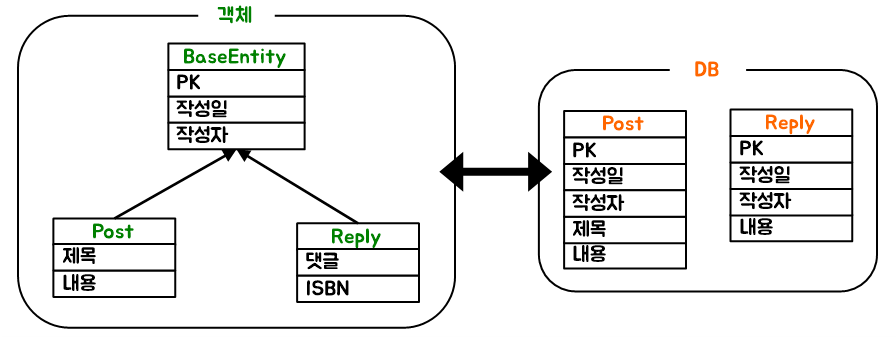 객체
BaseEntity
PK
작성일
작성자
Post
제목
내용
Reply
댓글
ISBN
DB
Post
PK
작성일
작성자
제목
내용
Reply
PK
작성일
작성자
내용